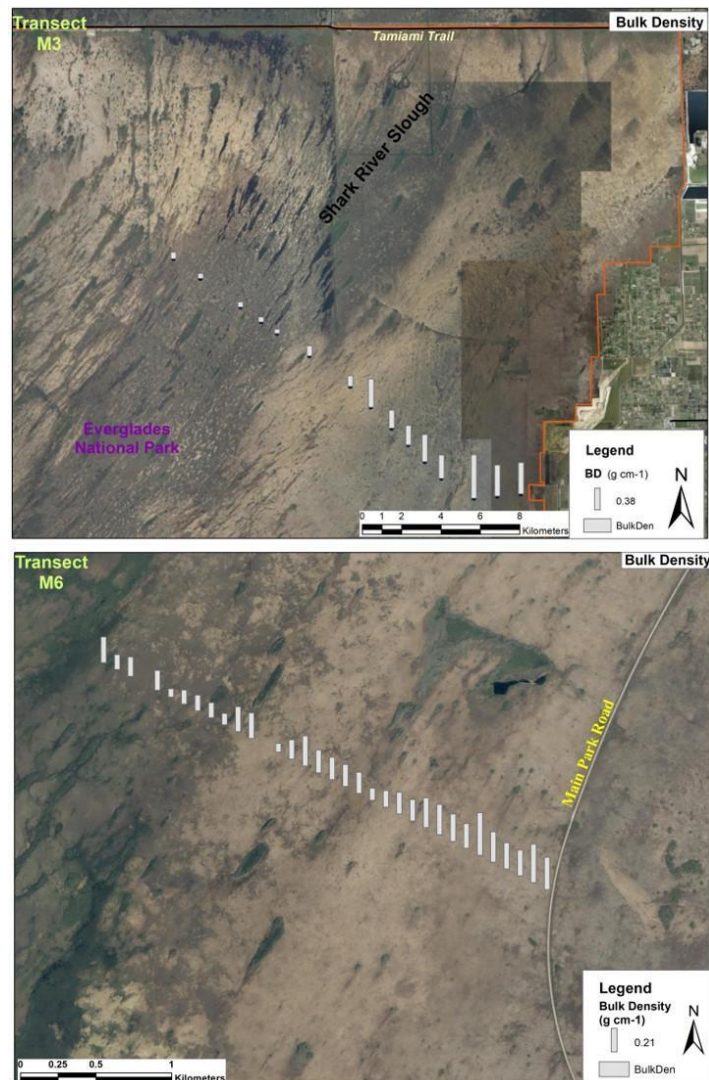 Transect
M3
Tamiami Trail
Bulk Density
Shark River Slough
Everglades
National Park
Legend
BD (g cm-1)
0.38
BulkDen
N
0 1 2 4 6 8
Kilometers
Transect
M6
Bulk Density
Main Park Road
Legend
Bulk Density
(g cm-1)
0.21
BulkDen
N
0 0.25 0.5 1
Kilometers